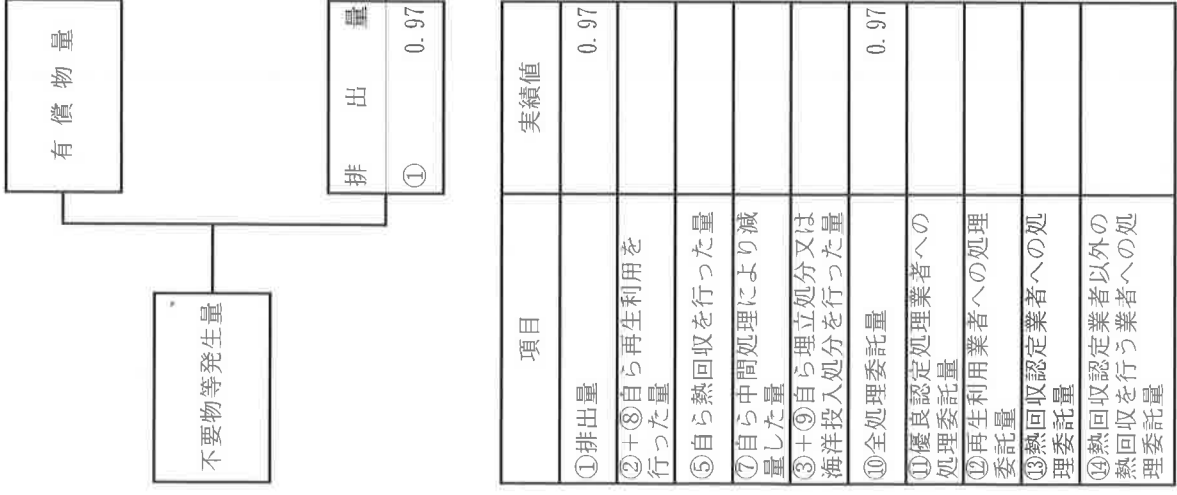 有償物量
不要物等発生量
排出量
① 0.97
項目 実績値
①排出量 0.97
②+⑧自ら再生利用を
行った量
⑤自ら熱回収を行った量
⑦自ら中間処理により減
量した量
③+⑨自ら埋立処分又は
海洋投入処分を行った量
⑩全処理委託量 0.97
⑪優良認定処理業者への
処理委託量
⑫再生利用業者への処理
委託量
⑬熱回収認定業者への処
理委託量
⑭熱回収認定業者以外の
熱回収を行う業者への処
理委託量